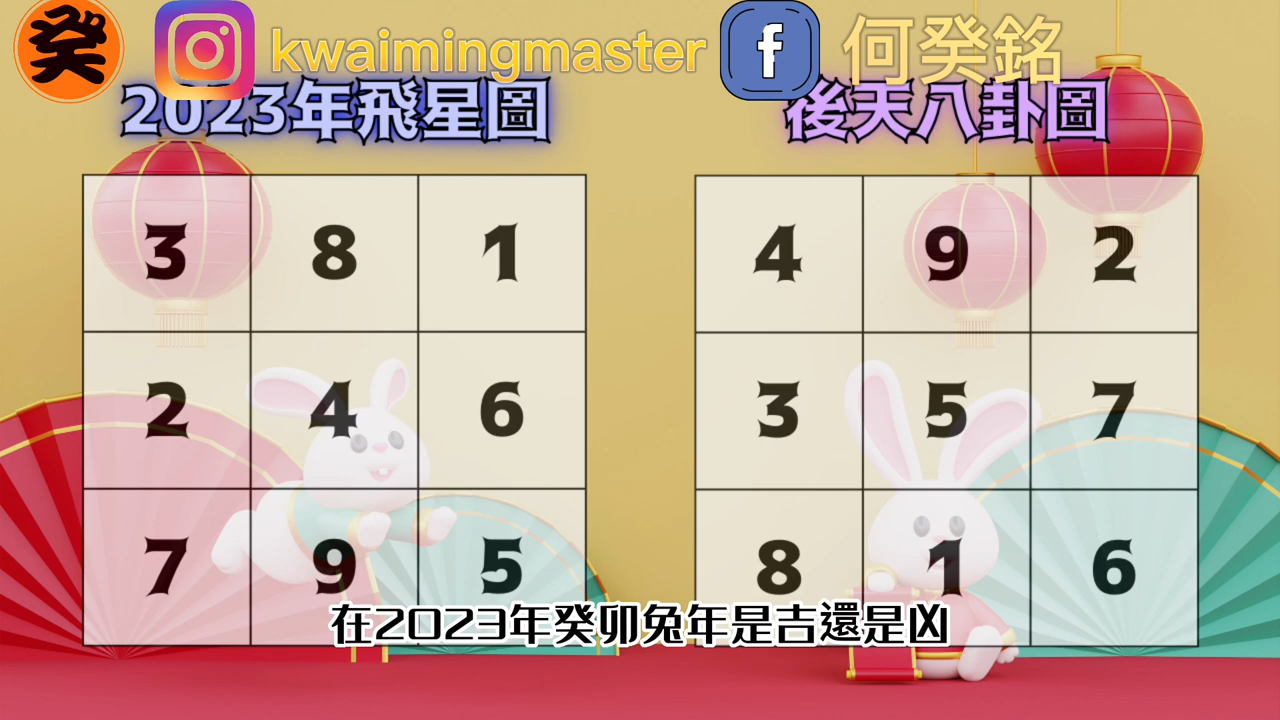 癸 kwaimingmaster f 何癸銘
2023年飛星圖 後天八卦圖
3 8 1
2 4 6
7 9 5
4 9 2
3 5 7
8 1 6
在2023年癸卯兔年是吉還是凶